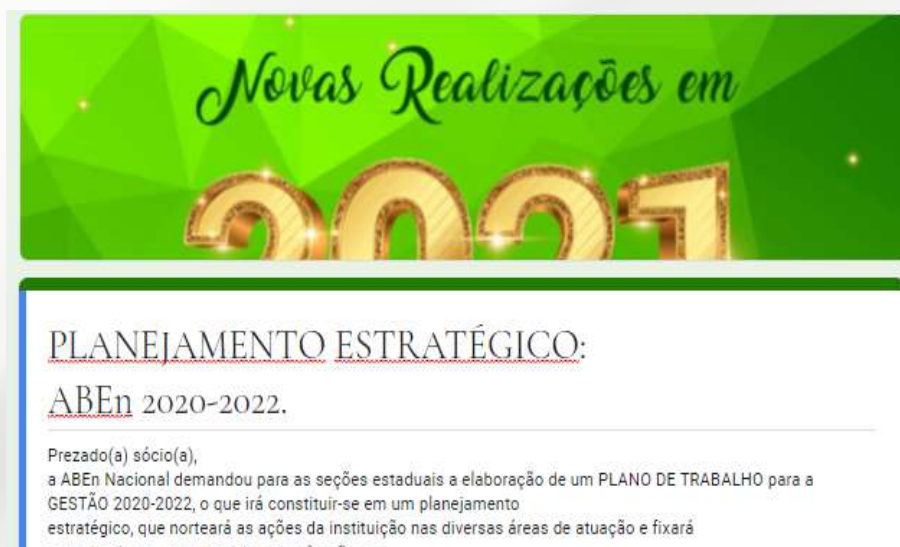 Novas Realizações em
2021
PLANEJAMENTO ESTRATÉGICO:
ABEn 2020-2022.
Prezado(a) sócio(a),
a ABEn Nacional demandou para as seções estaduais a elaboração de um PLANO DE TRABALHO para a
GESTÃO 2020-2022, o que irá constituir-se em um planejamento
estratégico, que norteará as ações da instituição nas diversas áreas de atuação e fixará